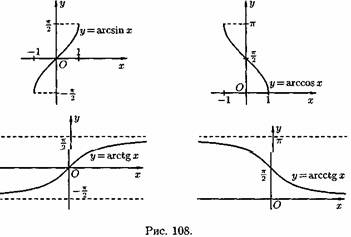 y
π/2
y = arcsin x
-1
O
1
x
-π/2
y
π
π/2
y = arccos x
-1
O
1
x
y
π/2
y = arctg x
O
x
-π/2
y
π
π/2
y = arcctg x
O
x
Рис. 108.